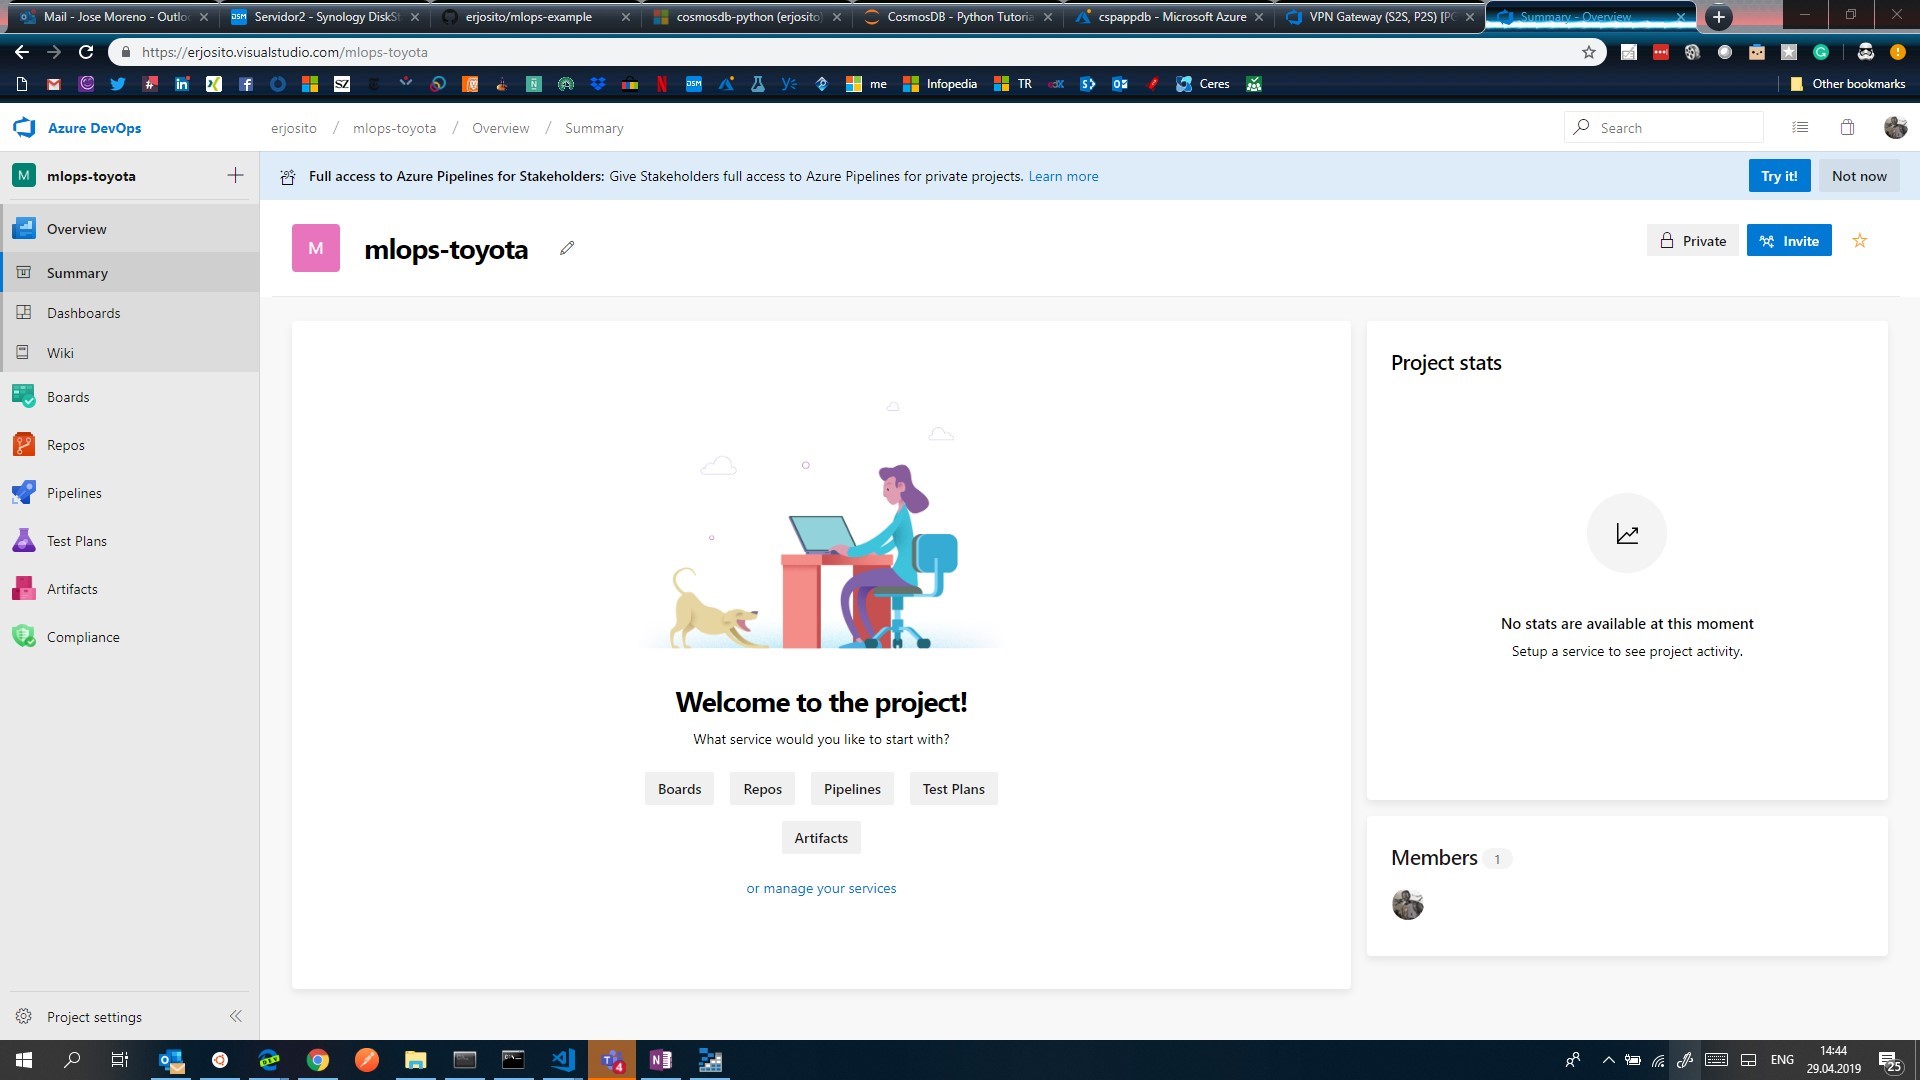 Mail - Jose Moreno - Outlo
Servidor2 - Synology DiskSt
erjosito/mlops-example
cosmosdb-python (erjosito)
CosmosDB - Python Tutoria
cspappdb - Microsoft Azure
VPN Gateway (S2S, P2S) [P
Summary - Overview
https://erjosito.visualstudio.com/mlops-toyota
me
Infopedia
TR
Ceres
Other bookmarks
Azure DevOps
erjosito / mlops-toyota / Overview / Summary
Search
M mlops-toyota
Full access to Azure Pipelines for Stakeholders: Give Stakeholders full access to Azure Pipelines for private projects. Learn more
Try it!
Not now
Overview
Summary
Dashboards
Wiki
Boards
Repos
Pipelines
Test Plans
Artifacts
Compliance
Project settings
M mlops-toyota
Private
Invite
Welcome to the project!
What service would you like to start with?
Boards Repos Pipelines Test Plans
Artifacts
or manage your services
Project stats
No stats are available at this moment
Setup a service to see project activity.
Members 1
4
ENG
14:44
29.04.2019
25